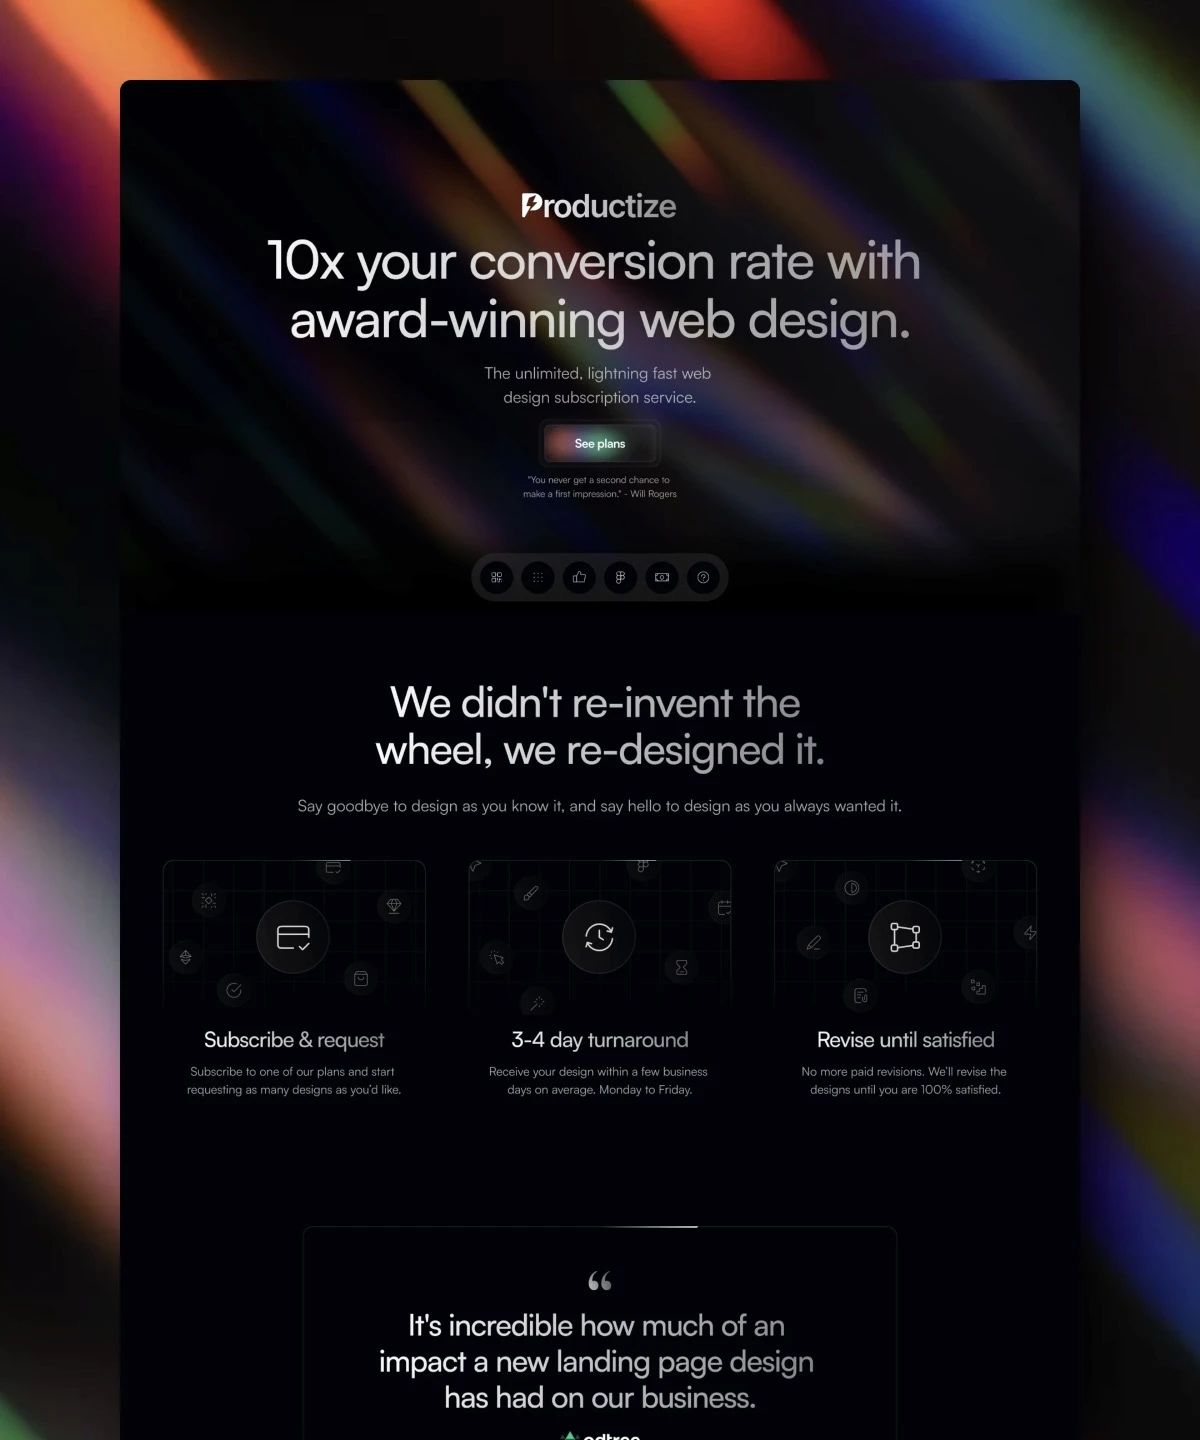 Productize
10x your conversion rate with
award-winning web design.
The unlimited, lightning fast web
design subscription service.
See plans
"You never get a second chance to
make a first impression." - Will Rogers
We didn't re-invent the
wheel, we re-designed it.
Say goodbye to design as you know it, and say hello to design as you always wanted it.
Subscribe & request
Subscribe to one of our plans and start
requesting as many designs as you'd like.
3-4 day turnaround
Receive your design within a few business
days on average. Monday to Friday.
Revise until satisfied
No more paid revisions. We'll revise the
designs until you are 100% satisfied.
“
It's incredible how much of an
impact a new landing page design
has had on our business.